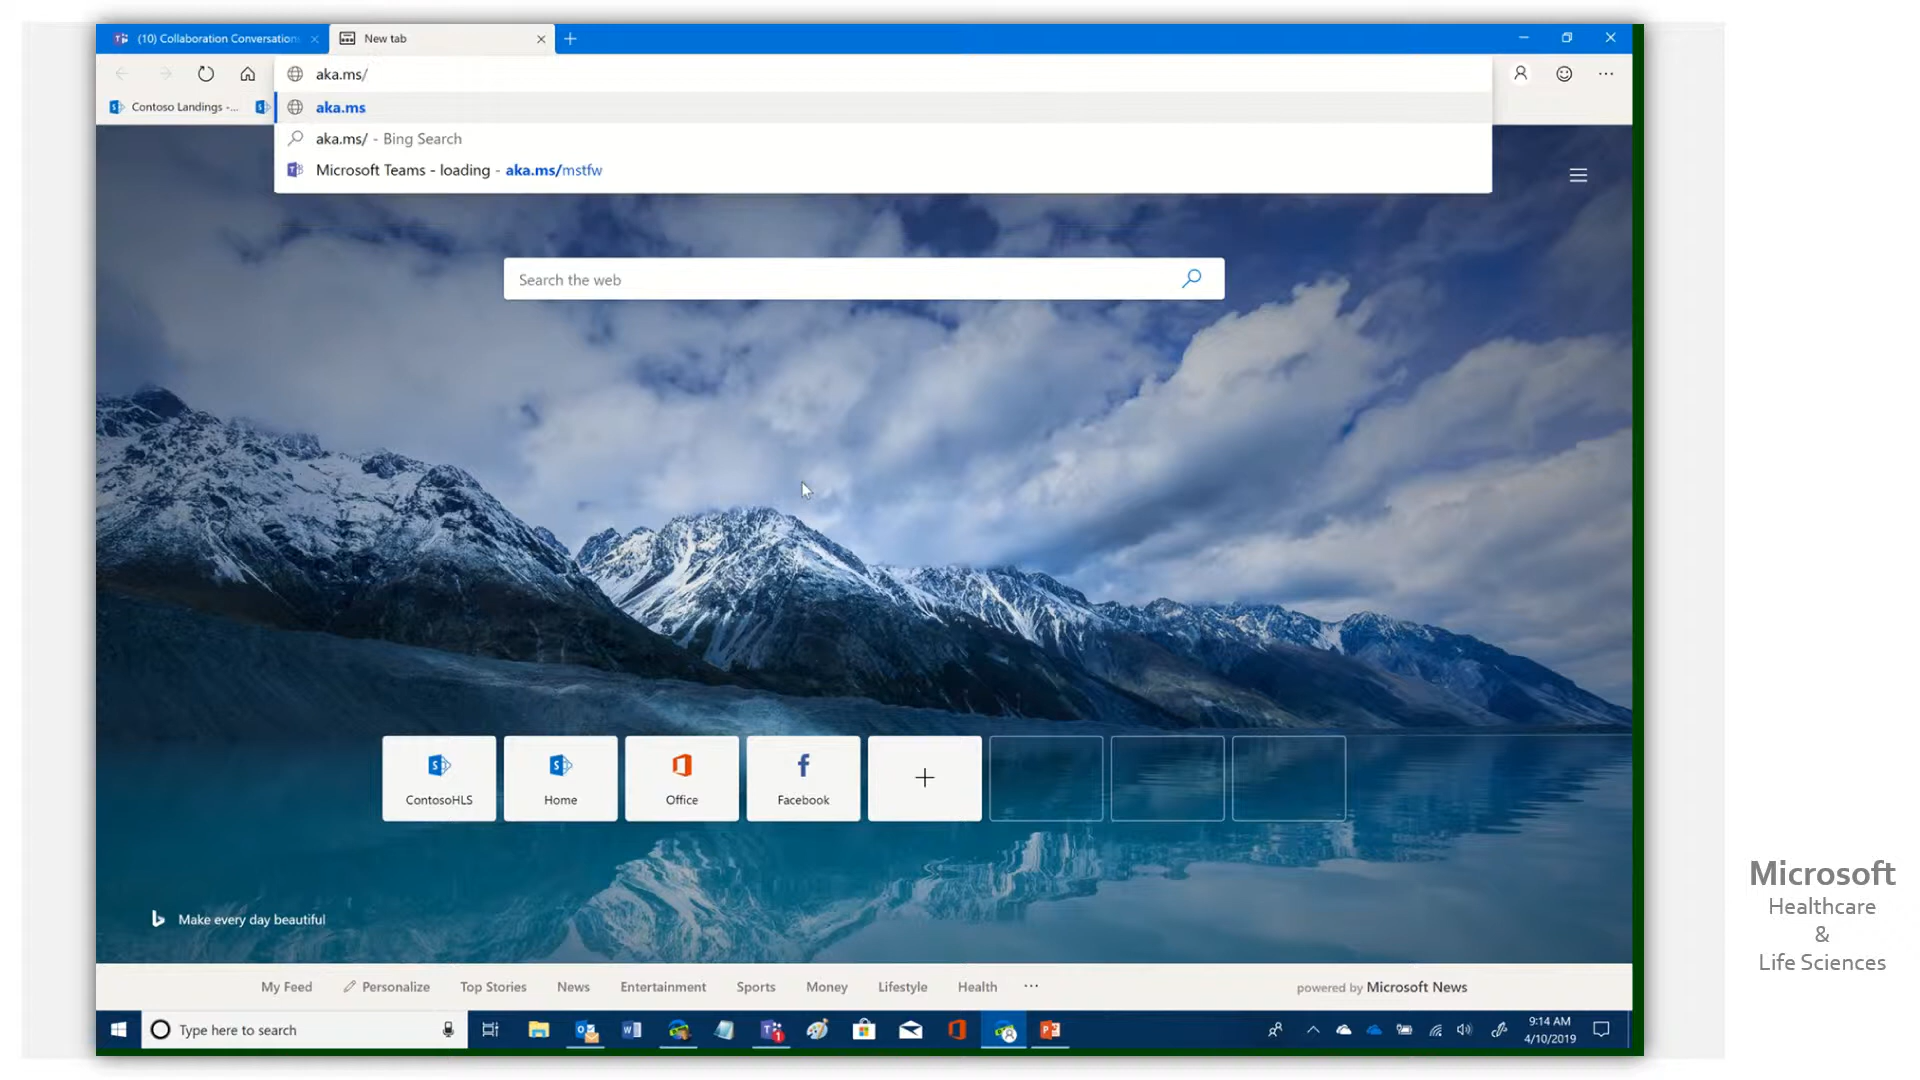 (10) Collaboration Conversations
New tab
aka.ms/
Contoso Landings -...
aka.ms
aka.ms/ - Bing Search
Microsoft Teams - loading - aka.ms/mstfw
Search the web
ContosoHLS
Home
Office
Facebook
Make every day beautiful
My Feed
Personalize
Top Stories
News
Entertainment
Sports
Money
Lifestyle
Health
powered by Microsoft News
Type here to search
9:14 AM
4/10/2019
Microsoft
Healthcare
&
Life Sciences